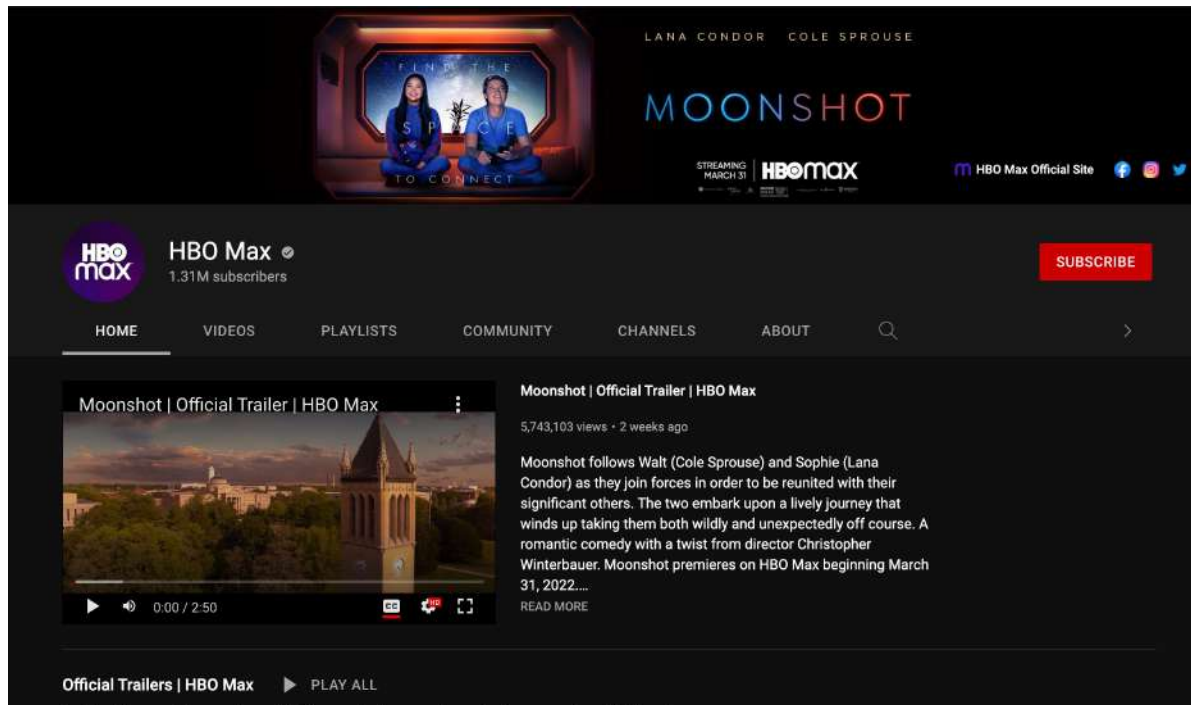 LANA CONDOR COLE SPROUSE
FIND THE
SPACE
TO CONNECT
MOONSHOT
STREAMING
MARCH 31
HBOMAX
HBO Max Official Site
HBO
max
HBO Max
1.31M subscribers
SUBSCRIBE
HOME VIDEOS PLAYLISTS COMMUNITY CHANNELS ABOUT
Moonshot | Official Trailer | HBO Max
0:00 / 2:50
CC
HD
Moonshot | Official Trailer | HBO Max
5,743,103 views • 2 weeks ago
Moonshot follows Walt (Cole Sprouse) and Sophie (Lana
Condor) as they join forces in order to be reunited with their
significant others. The two embark upon a lively journey that
winds up taking them both wildly and unexpectedly off course. A
romantic comedy with a twist from director Christopher
Winterbauer. Moonshot premieres on HBO Max beginning March
31, 2022....
READ MORE
Official Trailers | HBO Max PLAY ALL